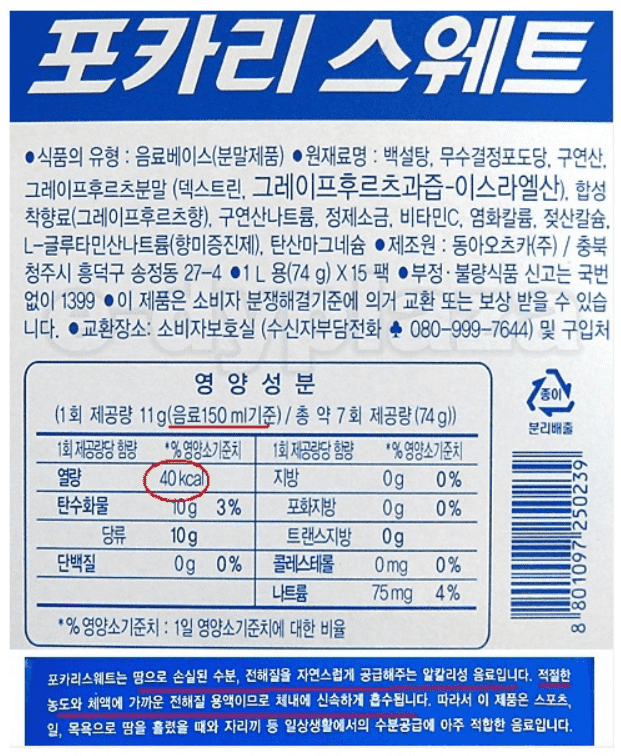 포카리 스웨트
●식품의 유형 : 음료베이스(분말제품) ●원재료명 : 백설탕, 무수결정포도당, 구연산,
그레이프후르츠분말 (덱스트린, 그레이프후르츠과즙-이스라엘산), 합성
착향료(그레이프후르츠향), 구연산나트륨, 정제소금, 비타민C, 염화칼륨, 젖산칼슘,
L-글루타민산나트륨(향미증진제), 탄산마그네슘 ●제조원 : 동아오츠카(주) / 충북
청주시 흥덕구 송정동 27-4 ●1 L 용(74 g) X 15 팩 ●부정·불량식품 신고는 국번
없이 1399 ●이 제품은 소비자 분쟁해결기준에 의거 교환 또는 보상 받을 수 있습
니다. ●교환장소: 소비자보호실 (수신자부담전화 ♣ 080-999-7644) 및 구입처
영 양 성 분
(1회 제공량 11g(음료150 ml기준) / 총 약 7회 제공량 (74g))
1회 제공량당 함량 *% 영양소기준치 1회 제공량당 함량 *% 영양소기준치
열량 40 kcal 지방 0g 0%
탄수화물 10g 3% 포화지방 0g 0%
당류 10g 트랜스지방 0g
단백질 0g 0% 콜레스테롤 0mg 0%
나트륨 75mg 4%
*% 영양소기준치 : 1일 영양소기준치에 대한 비율
종이
분리배출
8 801097 250239
포카리스웨트는 땀으로 손실된 수분, 전해질을 자연스럽게 공급해주는 알칼리성 음료입니다. 적절한
농도와 체액에 가까운 전해질 용액이므로 체내에 신속하게 흡수됩니다. 따라서 이 제품은 스포츠,
일, 목욕으로 땀을 흘렸을 때와 자리끼 등 일상생활에서의 수분공급에 아주 적합한 음료입니다.